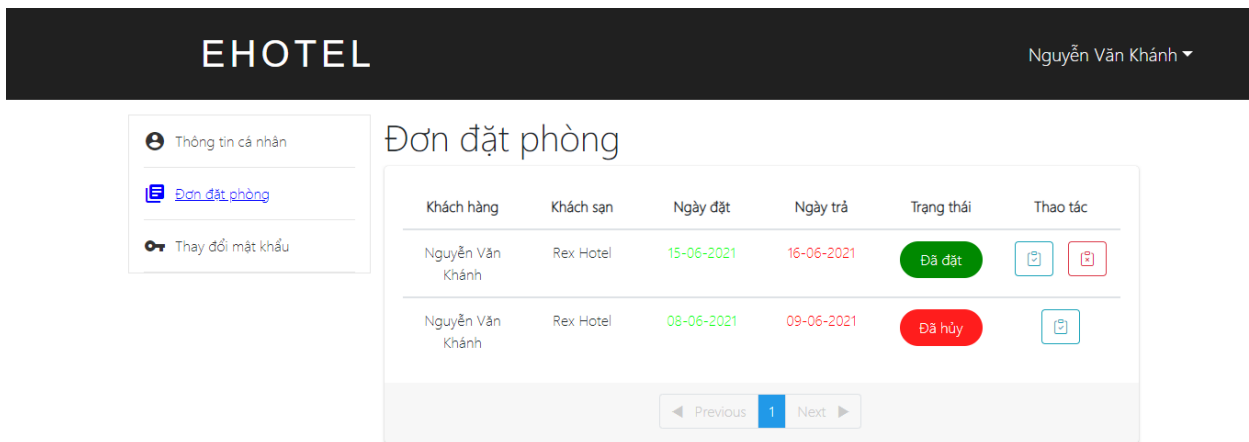 EHOTEL
Nguyễn Văn Khánh
Thông tin cá nhân
Đơn đặt phòng
Thay đổi mật khẩu
Đơn đặt phòng
Khách hàng Khách sạn Ngày đặt Ngày trả Trạng thái Thao tác
Nguyễn Văn Rex Hotel 15-06-2021 16-06-2021 Đã đặt
Khánh
Nguyễn Văn Rex Hotel 08-06-2021 09-06-2021 Đã hủy
Khánh
Previous 1 Next